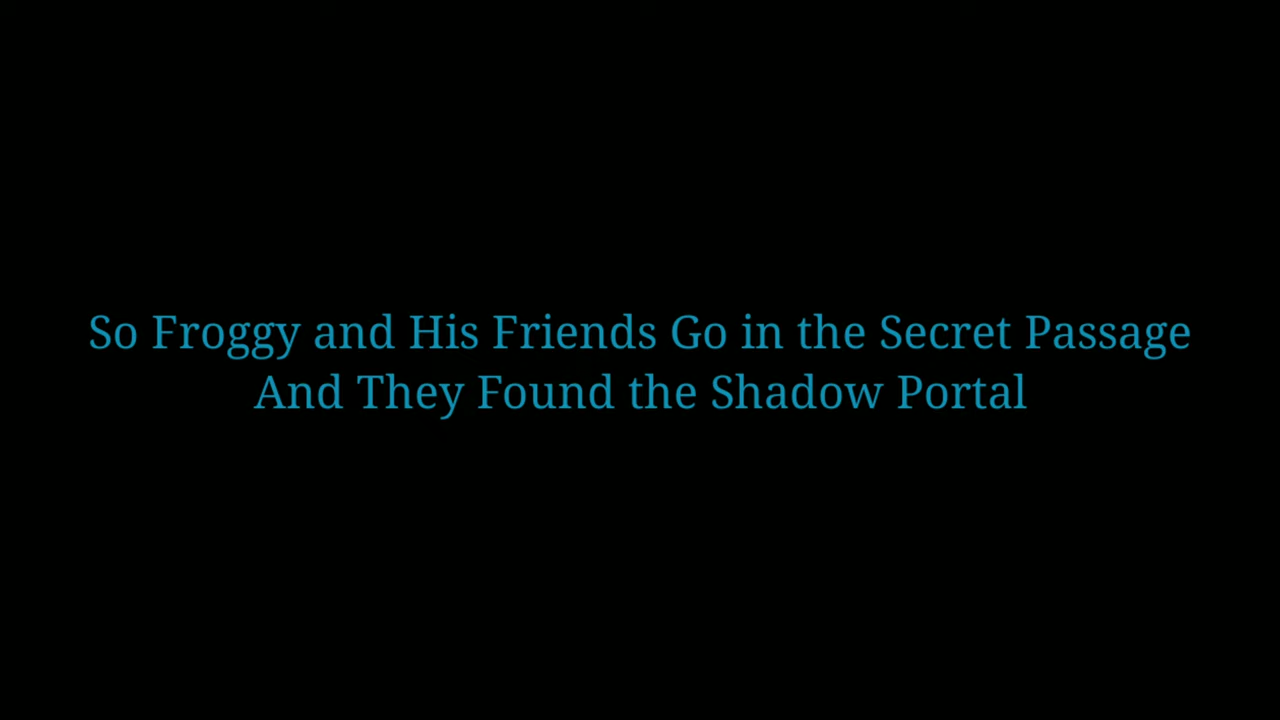 So Froggy and His Friends Go in the Secret Passage
And They Found the Shadow Portal